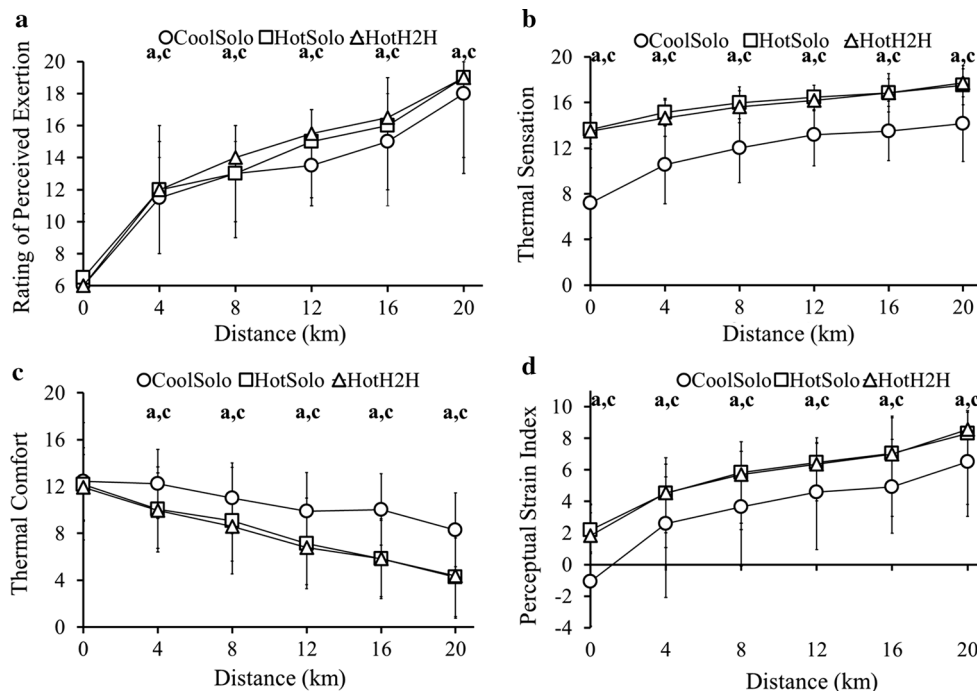 a
CoolSolo HotSolo HotH2H
a,c a,c a,c a,c a,c
20
18
16
14
12
10
8
6
Rating of Perceived Exertion
0 4 8 12 16 20
Distance (km)
b
CoolSolo HotSolo HotH2H
a,c a,c a,c a,c a,c a,c
20
16
12
8
4
0
Thermal Sensation
0 4 8 12 16 20
Distance (km)
c
CoolSolo HotSolo HotH2H
a,c a,c a,c a,c a,c
20
16
12
8
4
0
Thermal Comfort
0 4 8 12 16 20
Distance (km)
d
CoolSolo HotSolo HotH2H
a,c a,c a,c a,c a,c a,c
10
8
6
4
2
0
-2
-4
Perceptual Strain Index
0 4 8 12 16 20
Distance (km)